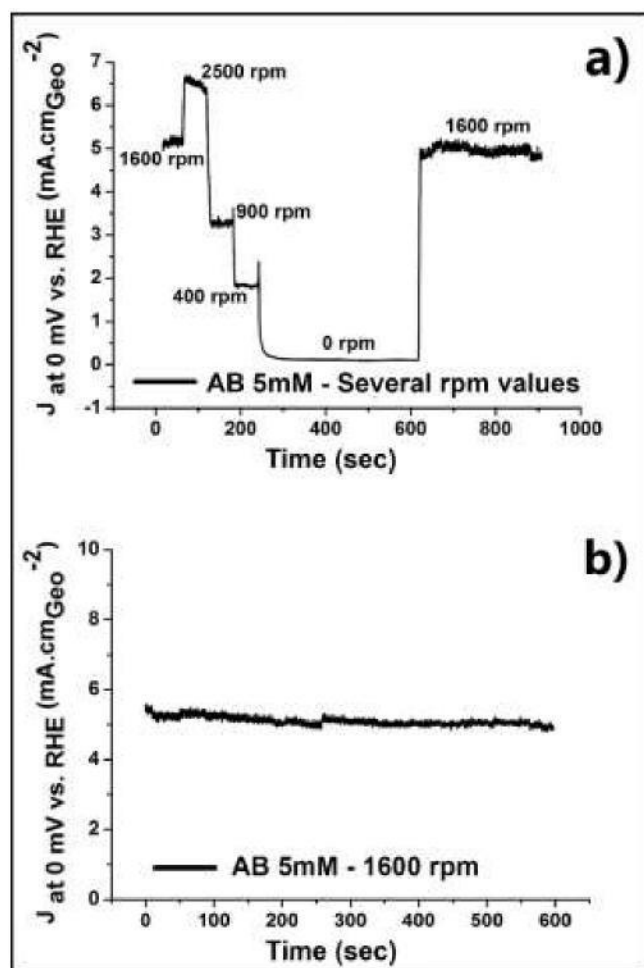 a)
J at 0 mV vs. RHE (mA.cm_Geo^-2)
7
6
5
4
3
2
1
0
-1
2500 rpm
1600 rpm
1600 rpm
900 rpm
400 rpm
0 rpm
AB 5mM - Several rpm values
0 200 400 600 800 1000
Time (sec)
b)
J at 0 mV vs. RHE (mA.cm_Geo^-2)
10
8
6
4
2
0
AB 5mM - 1600 rpm
0 100 200 300 400 500 600
Time (sec)